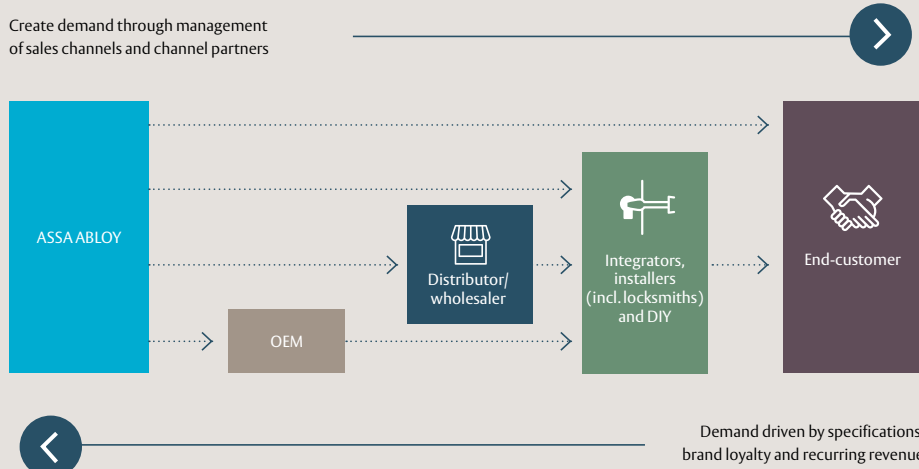 Create demand through management
of sales channels and channel partners
ASSA ABLOY
OEM
Distributor/
wholesaler
Integrators,
installers
(incl. locksmiths)
and DIY
End-customer
Demand driven by specifications
brand loyalty and recurring revenue